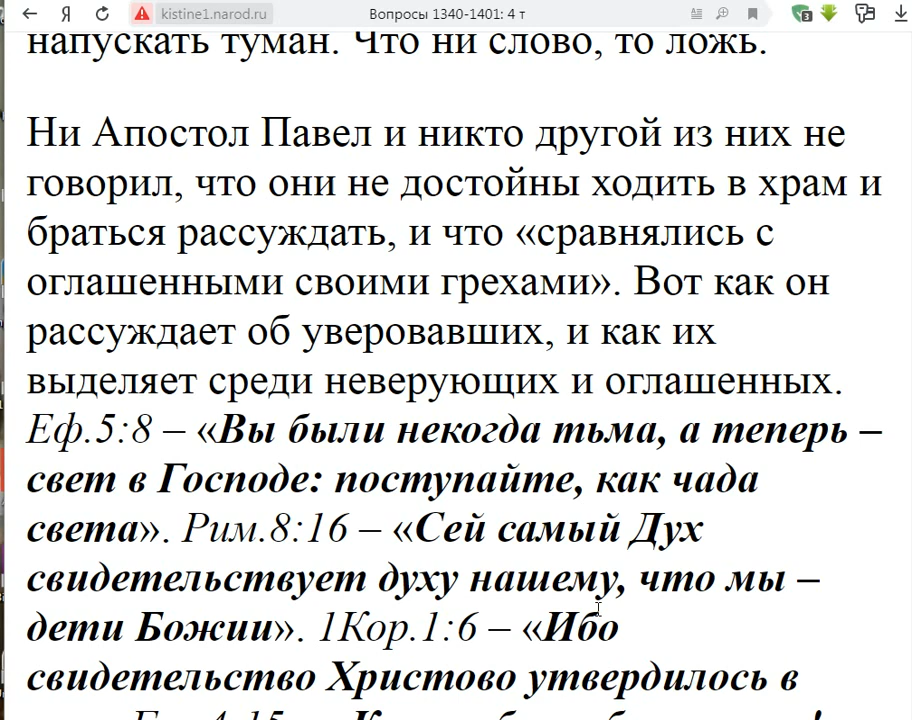 kistine1.narod.ru
Вопросы 1340-1401: 4 т
напускать туман. Что ни слово, то ложь.
Ни Апостол Павел и никто другой из них не
говорил, что они не достойны ходить в храм и
браться рассуждать, и что «сравнялись с
оглашенными своими грехами». Вот как он
рассуждает об уверовавших, и как их
выделяет среди неверующих и оглашенных.
Еф.5:8 – «Вы были некогда тьма, а теперь –
свет в Господе: поступайте, как чада
света». Рим.8:16 – «Сей самый Дух
свидетельствует духу нашему, что мы –
дети Божии». 1Кор.1:6 – «Ибо
свидетельство Христово утвердилось в